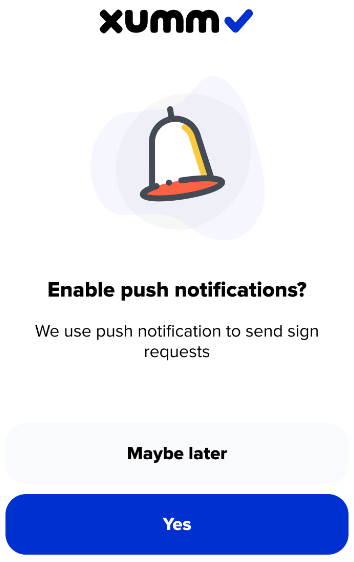 xumm
Enable push notifications?
We use push notification to send sign
requests
Maybe later
Yes